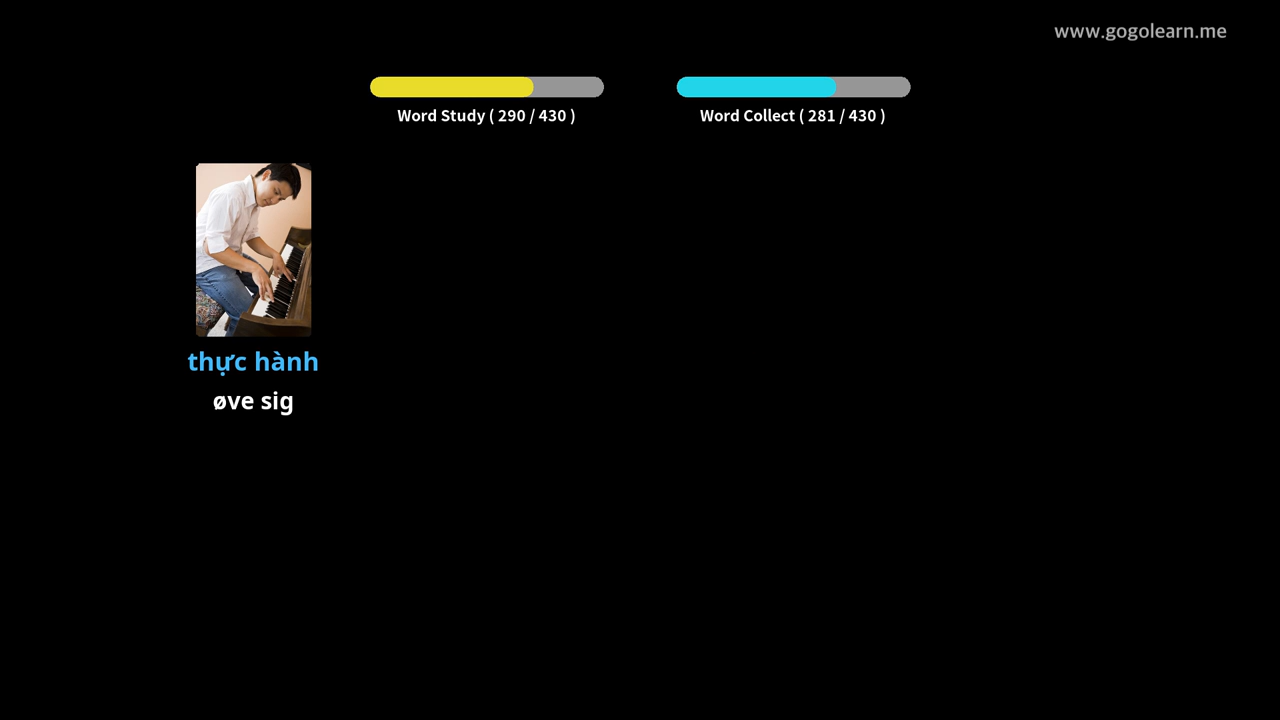 www.gogolearn.me
Word Study ( 290 / 430 )
Word Collect ( 281 / 430 )
thực hành
øve sig